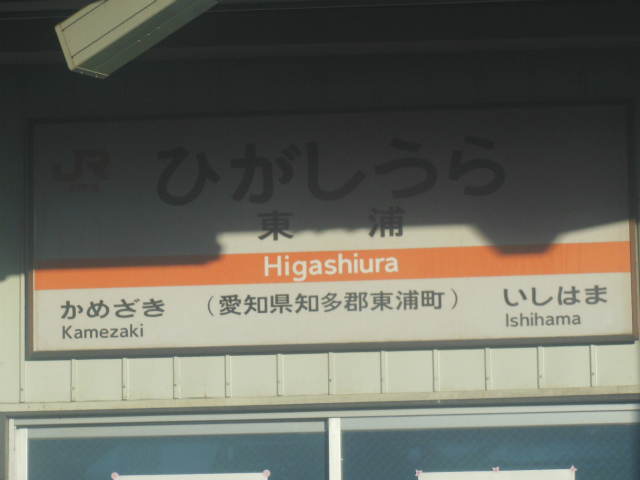 JR
ひがしうら
東浦
Higashiura
かめざき
Kamezaki
(愛知県知多郡東浦町)
いしはま
Ishihama